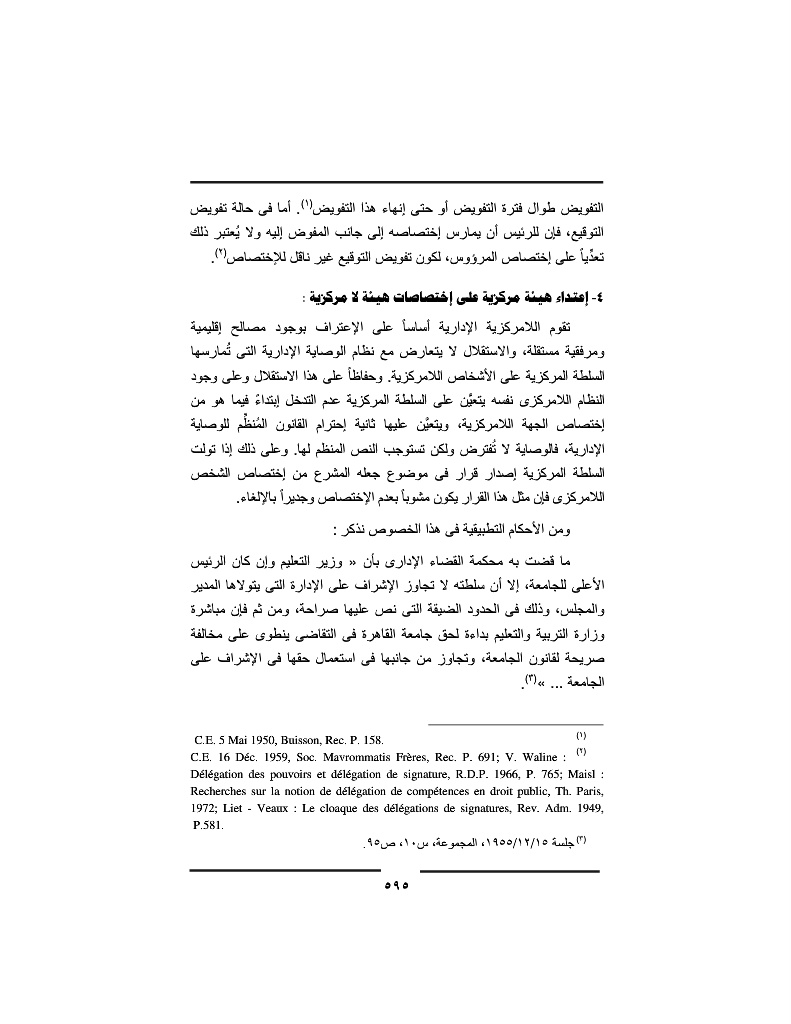 التفويض طوال فترة التفويض أو حتى إنهاء هذا التفويض(١). أما فى حالة تفويض
التوقيع، فإن للرئيس أن يمارس إختصاصه إلى جانب المفوض إليه ولا يُعتبر ذلك
تعدِّياً على إختصاص المرؤوس، لكون تفويض التوقيع غير ناقل للإختصاص(٢).
٤- إعتداء هيئة مركزية على إختصاصات هيئة لا مركزية :
تقوم اللامركزية الإدارية أساساً على الإعتراف بوجود مصالح إقليمية
ومرفقية مستقلة، والاستقلال لا يتعارض مع نظام الوصاية الإدارية التى تُمارسها
السلطة المركزية على الأشخاص اللامركزية. وحفاظاً على هذا الاستقلال وعلى وجود
النظام اللامركزى نفسه يتعيَّن على السلطة المركزية عدم التدخل إبتداءً فيما هو من
إختصاص الجهة اللامركزية، ويتعيَّن عليها ثانية إحترام القانون المُنظِّم للوصاية
الإدارية، فالوصاية لا تُفترض ولكن تستوجب النص المنظم لها. وعلى ذلك إذا تولت
السلطة المركزية إصدار قرار فى موضوع جعله المشرع من إختصاص الشخص
اللامركزى فإن مثل هذا القرار يكون مشوباً بعدم الإختصاص وجديراً بالإلغاء.
ومن الأحكام التطبيقية فى هذا الخصوص نذكر :
ما قضت به محكمة القضاء الإدارى بأن « وزير التعليم وإن كان الرئيس
الأعلى للجامعة، إلا أن سلطته لا تجاوز الإشراف على الإدارة التى يتولاها المدير
والمجلس، وذلك فى الحدود الضيقة التى نص عليها صراحة، ومن ثم فإن مباشرة
وزارة التربية والتعليم بداءة لحق جامعة القاهرة فى التقاضى ينطوى على مخالفة
صريحة لقانون الجامعة، وتجاوز من جانبها فى استعمال حقها فى الإشراف على
الجامعة ... »(٣).
(١) C.E. 5 Mai 1950, Buisson, Rec. P. 158.
(٢) C.E. 16 Déc. 1959, Soc. Mavrommatis Frères, Rec. P. 691; V. Waline :
Délégation des pouvoirs et délégation de signature, R.D.P. 1966, P. 765; Maisl :
Recherches sur la notion de délégation de compétences en droit public, Th. Paris,
1972; Liet - Veaux : Le cloaque des délégations de signatures, Rev. Adm. 1949,
P.581.
(٣) جلسة ١٩٥٥/١٢/١٥، المجموعة، س١٠، ص٩٥.
٥٩٥